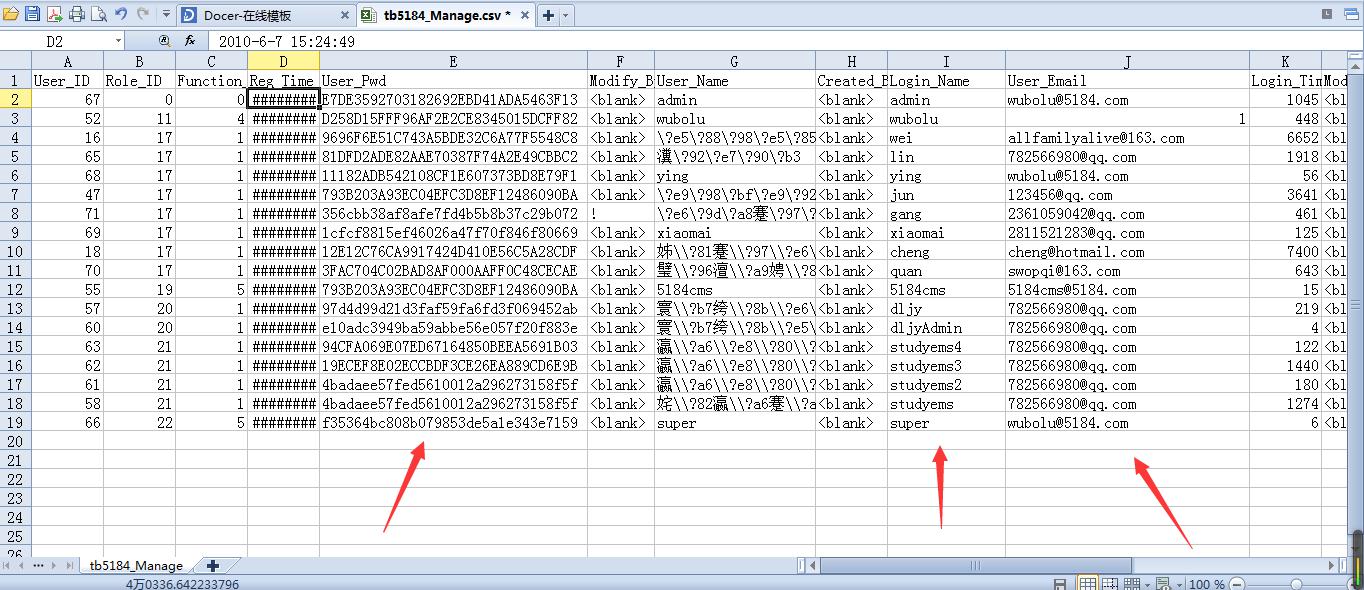 Docer-在线模板 tb5184_Manage.csv *
D2 fx 2010-6-7 15:24:49
A B C D E F G H I J K
1 User_ID Role_ID Function Reg_Time User_Pwd Modify_B User_Name Created_B Login_Name User_Email Login_Tim Mod
2 67 0 0 ######## E7DE3592703182692EBD41ADA5463F13 <blank> admin <blank> admin wubolu@5184.com 1045 <bl
3 52 11 4 ######## D258D15FFF96AF2E2CE8345015DCFF82 <blank> wubolu <blank> wubolu 1 448 <bl
4 16 17 1 ######## 9696F6E51C743A5BDE32C6A77F5548C8 <blank> \?e5\?88\?98\?e5\?85 <blank> wei allfamilyalive@163.com 6652 <bl
5 65 17 1 ######## 81DFD2ADE82AAE70387F74A2E49CBBC2 <blank> \?92\?e7\?90\?b3 <blank> lin 782566980@qq.com 1918 <bl
6 68 17 1 ######## 11182ADB542108CF1E607373BD8E79F1 <blank> ying <blank> ying 782566980@qq.com 56 <bl
7 47 17 1 ######## 793B203A93EC04EFC3D8EF12486090BA <blank> \?e9\?98\?bf\?e9\?92 <blank> jun 123456@qq.com 3641 <bl
8 71 17 1 ######## 356cbb38af8afe7fd4b5b8b37c29b072 ! \?e6\?9d\?a8蹇\?97\? <blank> gang 2361059042@qq.com 461 <bl
9 69 17 1 ######## 1cfcf8815ef46026a47f70f846f80669 <blank> xiaomai <blank> xiaomai 2811521283@qq.com 125 <bl
10 18 17 1 ######## 12E12C76CA9917424D410E56C5A28CDF <blank> 姊\\?81蹇\\?97\\?e6\ <blank> cheng cheng@hotmail.com 7400 <bl
11 70 17 1 ######## 3FAC704C02BAD8AF000AAFF0C48CECAE <blank> \\?96澶\\?a9娉\\?8 <blank> quan swopqi@163.com 643 <bl
12 55 19 5 ######## 793B203A93EC04EFC3D8EF12486090BA <blank> 5184cms <blank> 5184cms 5184cms@5184.com 15 <bl
13 57 20 1 ######## 97d4d99d21d3faf59fa6fd3f069452ab <blank> 寰\\?b7绔\\?8b\\?e6\ <blank> dljy 782566980@qq.com 219 <bl
14 60 20 1 ######## e10adc3949ba59abbe56e057f20f883e <blank> 寰\\?b7绔\\?8b\\?e5\ <blank> dljyAdmin 782566980@qq.com 4 <bl
15 63 21 1 ######## 94CFA069E07ED67164850BEEA5691B03 <blank> 瀛\\?a6\\?e8\\?80\\? <blank> studyems4 782566980@qq.com 122 <bl
16 62 21 1 ######## 19ECEF8E02ECCBDF3CE26EA889CD6E9B <blank> 瀛\\?a6\\?e8\\?80\\? <blank> studyems3 782566980@qq.com 1440 <bl
17 61 21 1 ######## 4badaee57fed5610012a296273158f5f <blank> 瀛\\?a6\\?e8\\?80\\? <blank> studyems2 782566980@qq.com 180 <bl
18 58 21 1 ######## 4badaee57fed5610012a296273158f5f <blank> 姹\\?82瀛\\?a6蹇\\?a <blank> studyems 782566980@qq.com 1274 <bl
19 66 22 5 ######## f35364bc808b079853de5a1e343e7159 <blank> super <blank> super wubolu@5184.com 6 <bl
20
21
22
23
24
25
26
tb5184_Manage
4万0336.642233796 100 %